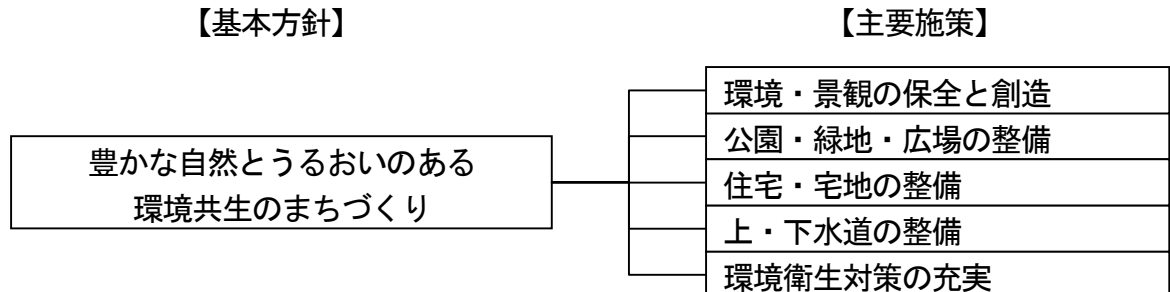 【基本方針】
【主要施策】
豊かな自然とうるおいのある
環境共生のまちづくり
環境・景観の保全と創造
公園・緑地・広場の整備
住宅・宅地の整備
上・下水道の整備
環境衛生対策の充実